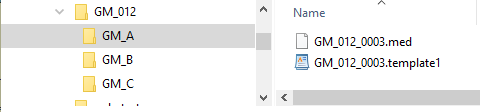 GM_012
GM_A
GM_B
GM_C
Name
GM_012_0003.med
GM_012_0003.template1